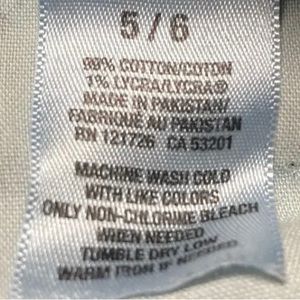 5 / 6
99% COTTON/COTON
1% LYCRA/LYCRA®
MADE IN PAKISTAN/
FABRIQUÉ AU PAKISTAN
RN 121726 CA 53201
MACHINE WASH COLD
WITH LIKE COLORS
ONLY NON-CHLORINE BLEACH
WHEN NEEDED
TUMBLE DRY LOW
WARM IRON IF NEEDED